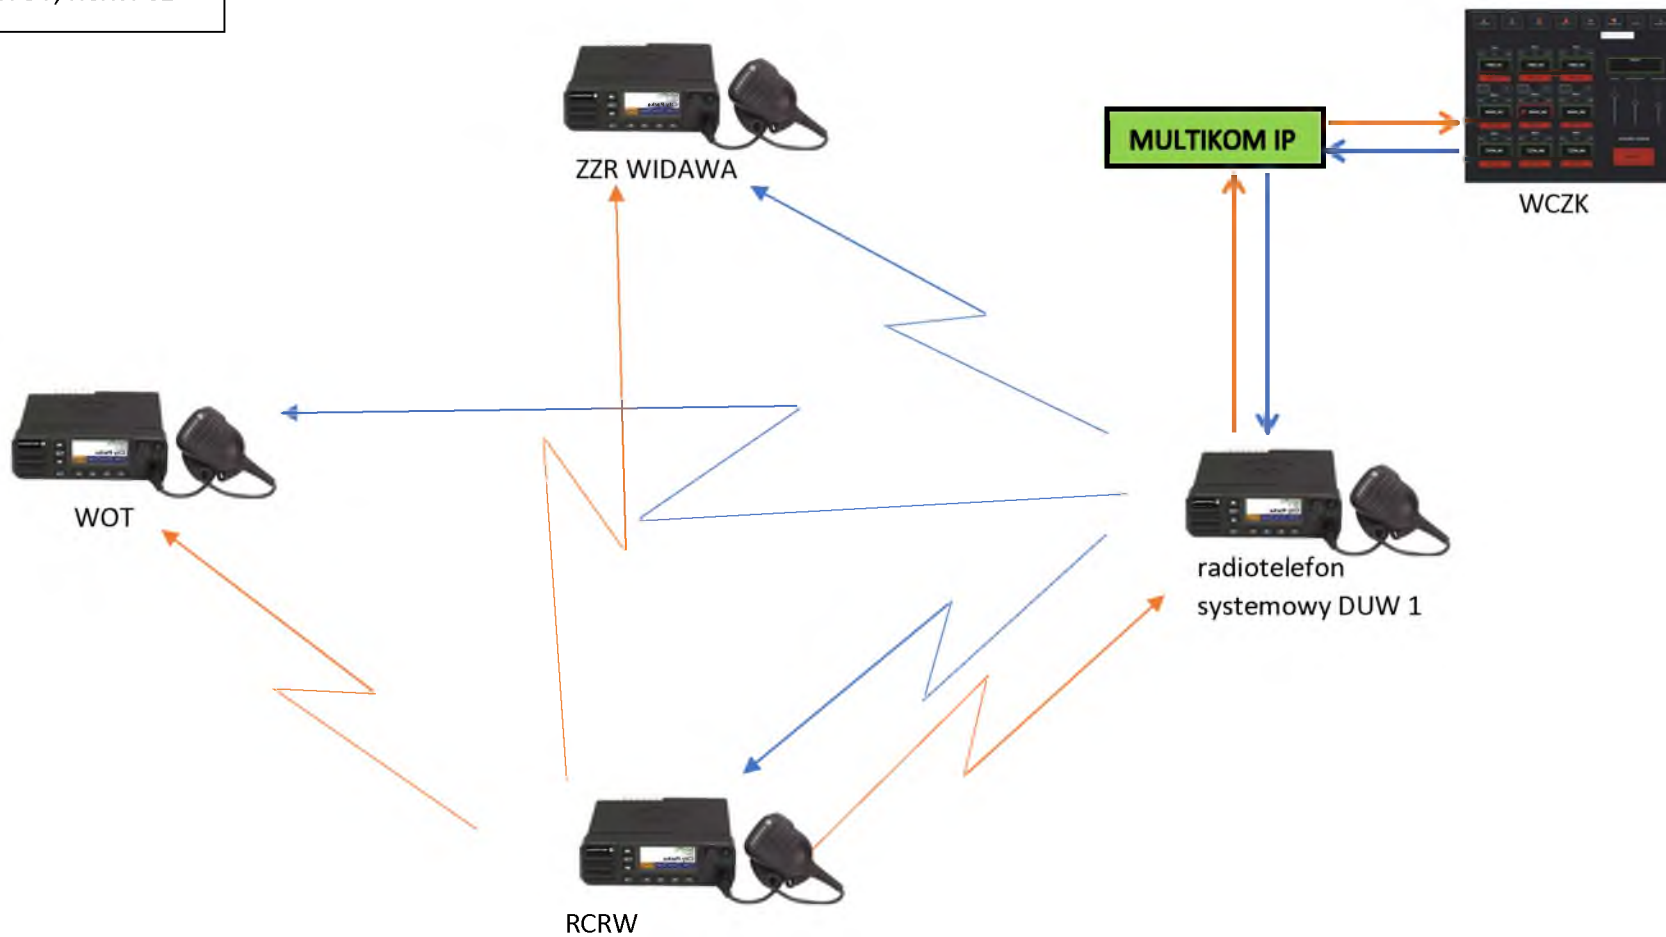 ZZR WIDAWA
MULTIKOM IP
WCZK
WOT
radiotelefon
systemowy DUW 1
RCRW